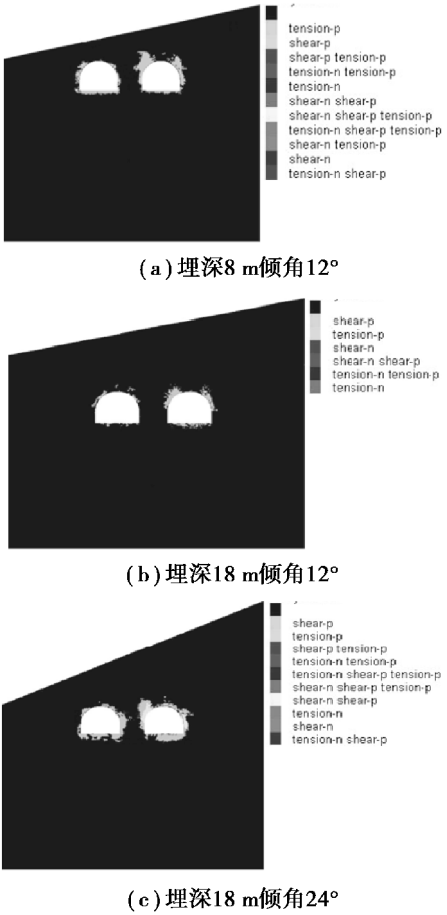 tension-p
shear-p
shear-p tension-p
tension-n tension-p
tension-n
shear-n shear-p
shear-n shear-p tension-p
tension-n shear-p tension-p
shear-n tension-p
shear-n
tension-n shear-p
(a)埋深8 m倾角12°
shear-p
tension-p
shear-n
shear-n shear-p
tension-n tension-p
tension-n
(b)埋深18 m倾角12°
shear-p
tension-p
shear-p tension-p
tension-n tension-p
tension-n shear-p tension-p
shear-n shear-p tension-p
shear-n shear-p
tension-n
shear-n
tension-n shear-p
(c)埋深18 m倾角24°